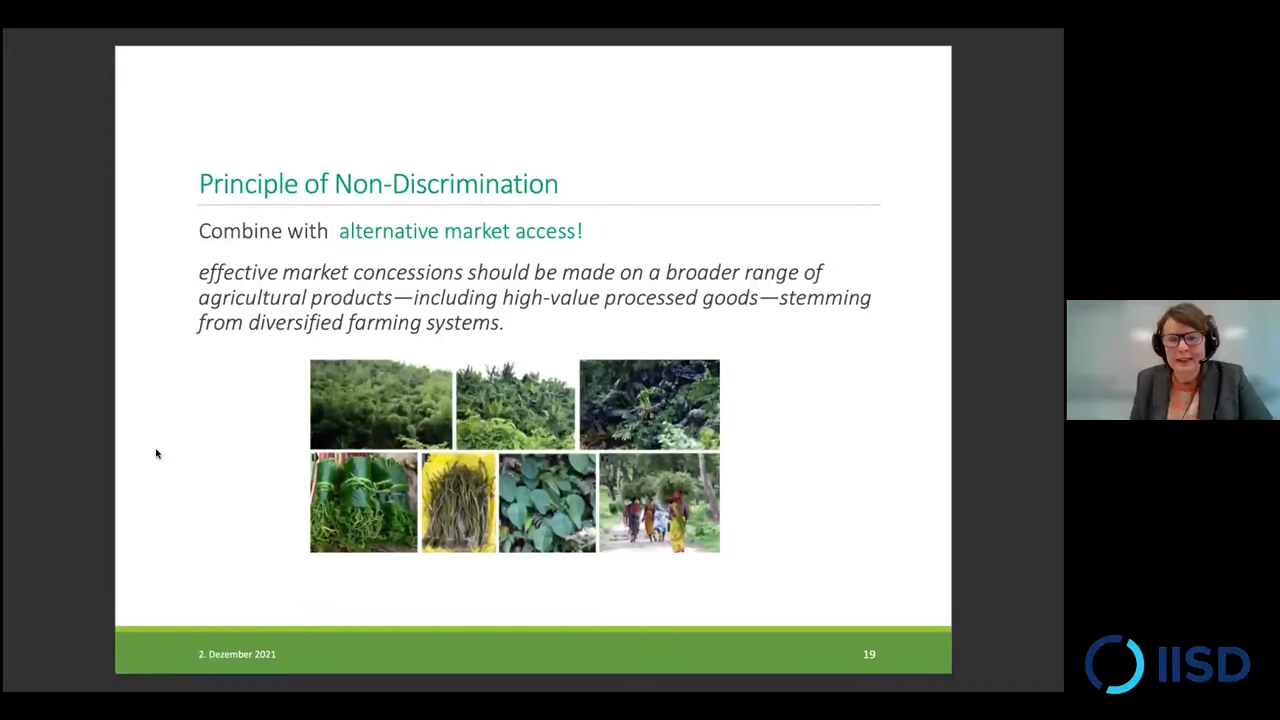 Principle of Non-Discrimination
Combine with alternative market access!
effective market concessions should be made on a broader range of
agricultural products—including high-value processed goods—stemming
from diversified farming systems.
2. Dezember 2021
19
IISD